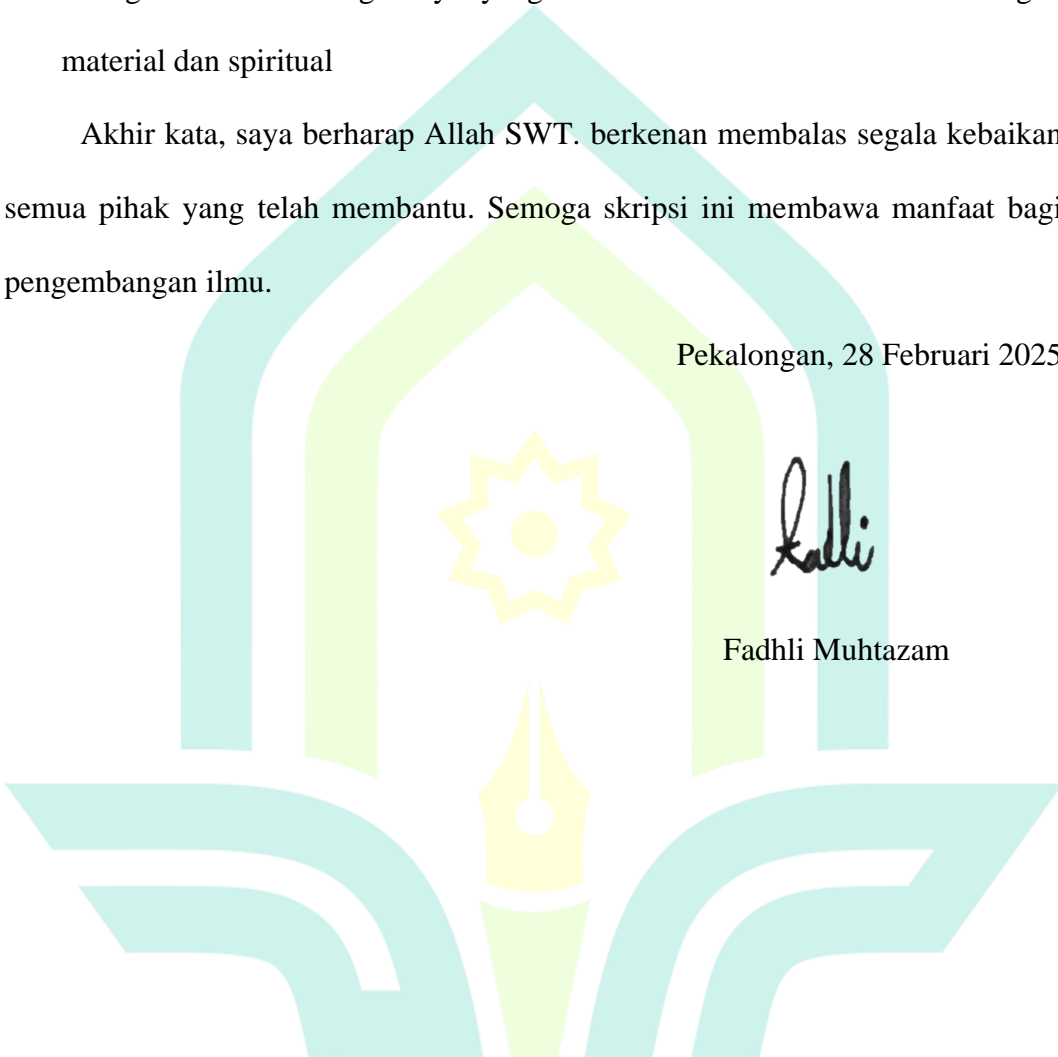 material dan spiritual
Akhir kata, saya berharap Allah SWT. berkenan membalas segala kebaikan
semua pihak yang telah membantu. Semoga skripsi ini membawa manfaat bagi
pengembangan ilmu.
Pekalongan, 28 Februari 2025
Fadhli
Fadhli Muhtazam